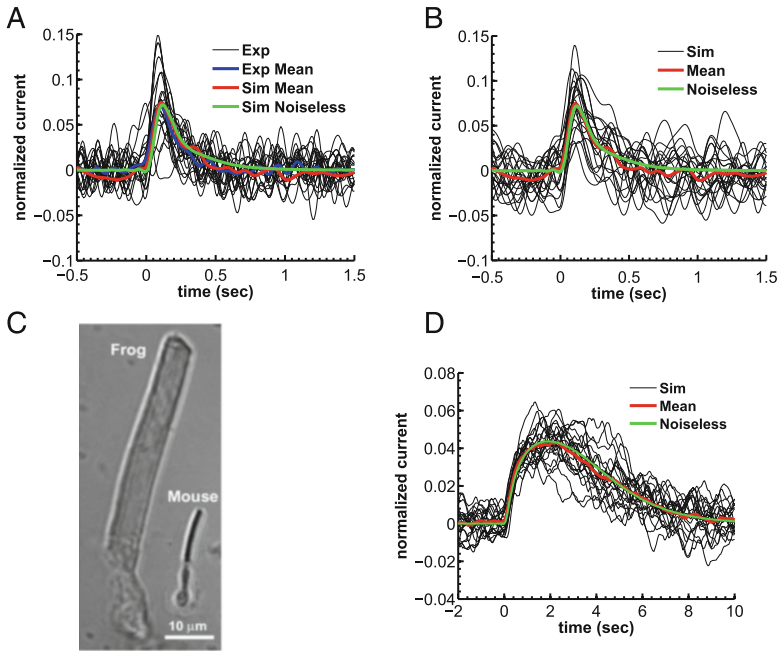 A
normalized current
0.15
0.1
0.05
0
−0.05
−0.1
−0.5
0
0.5
1
1.5
time (sec)
Exp
Exp Mean
Sim Mean
Sim Noiseless
B
normalized current
0.15
0.1
0.05
0
−0.05
−0.1
−0.5
0
0.5
1
1.5
time (sec)
Sim
Mean
Noiseless
C
Frog
Mouse
10 μm
D
normalized current
0.08
0.06
0.04
0.02
0
−0.02
−0.04
−2
0
2
4
6
8
10
time (sec)
Sim
Mean
Noiseless